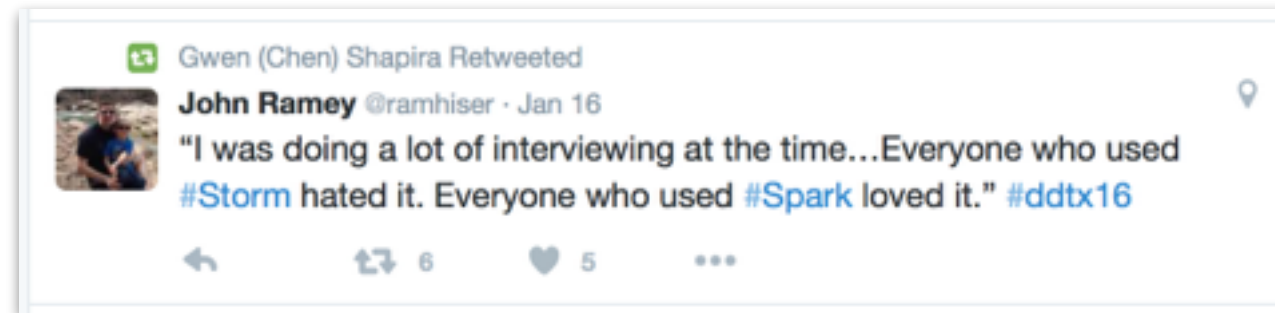 Gwen (Chen) Shapira Retweeted
John Ramey @ramhiser · Jan 16
“I was doing a lot of interviewing at the time...Everyone who used
#Storm hated it. Everyone who used #Spark loved it.” #ddtx16
6 5